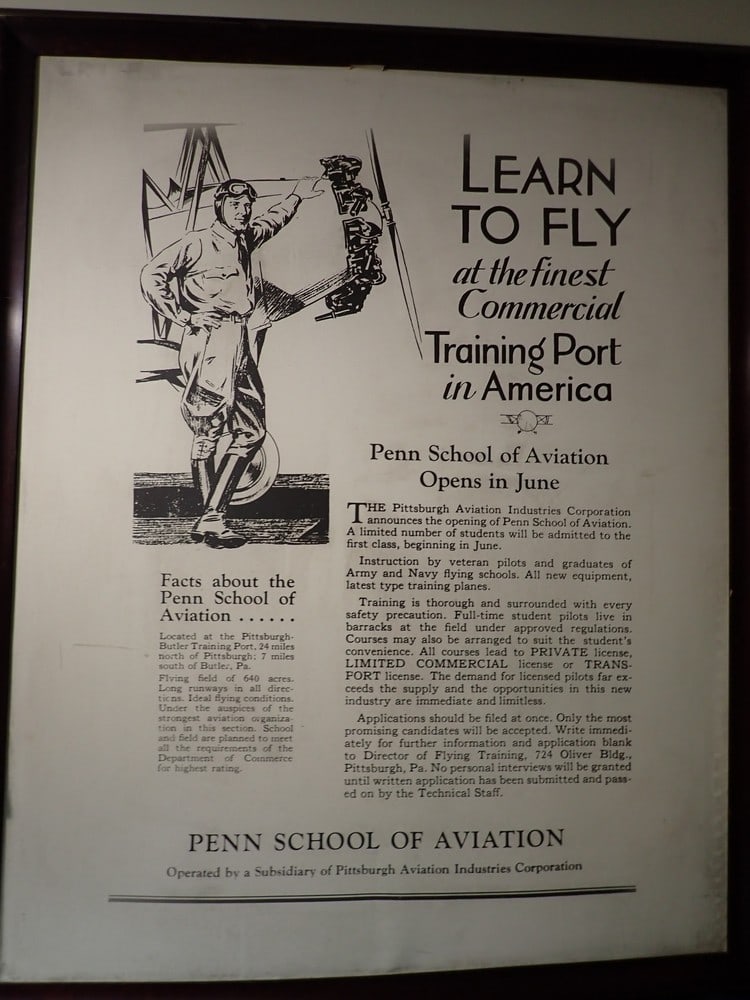 LEARN
TO FLY
at the finest
Commercial
Training Port
in America
Penn School of Aviation
Opens in June
THE Pittsburgh Aviation Industries Corporation
announces the opening of Penn School of Aviation.
A limited number of students will be admitted to the
first class, beginning in June.
Instruction by veteran pilots and graduates of
Army and Navy flying schools. All new equipment,
latest type training planes.
Training is thorough and surrounded with every
safety precaution. Full-time student pilots live in
barracks at the field under approved regulations.
Courses may also be arranged to suit the student's
convenience. All courses lead to PRIVATE license,
LIMITED COMMERCIAL license or TRANS-
PORT license. The demand for licensed pilots far ex-
ceeds the supply and the opportunities in this new
industry are immediate and limitless.
Applications should be filed at once. Only the most
promising candidates will be accepted. Write immedi-
ately for further information and application blank
to Director of Flying Training, 724 Oliver Bldg.,
Pittsburgh, Pa. No personal interviews will be granted
until written application has been submitted and pass-
ed on by the Technical Staff.
Facts about the
Penn School of
Aviation ......
Located at the Pittsburgh-
Butler Training Port, 24 miles
north of Pittsburgh; 7 miles
south of Butler, Pa.
Flying field of 640 acres.
Long runways in all direc-
tions. Ideal flying conditions.
Under the auspices of the
strongest aviation organiza-
tion in this section. School
and field are planned to meet
all the requirements of the
Department of Commerce
for highest rating.
PENN SCHOOL OF AVIATION
Operated by a Subsidiary of Pittsburgh Aviation Industries Corporation